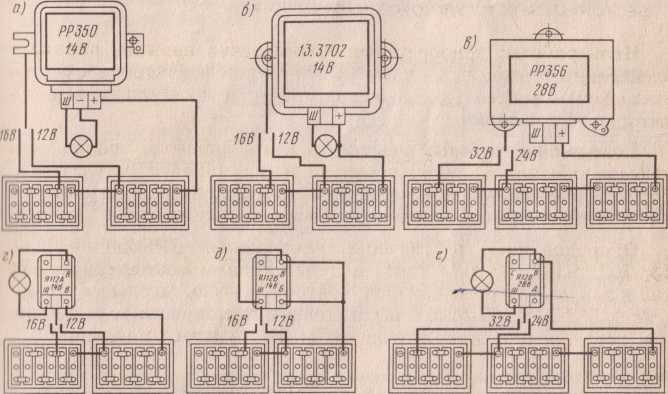 а)
РР350
14В
Ш − +
16В 12В
б)
13.3702
14В
Ш +
16В 12В
в)
РР356
28В
Ш +
32В 24В
г)
Я112А
14В
В
Ш В
16В 12В
д)
Я112В
14В
В
Ш Б
16В 12В
е)
С В
28В
Ш Д
32В 24В